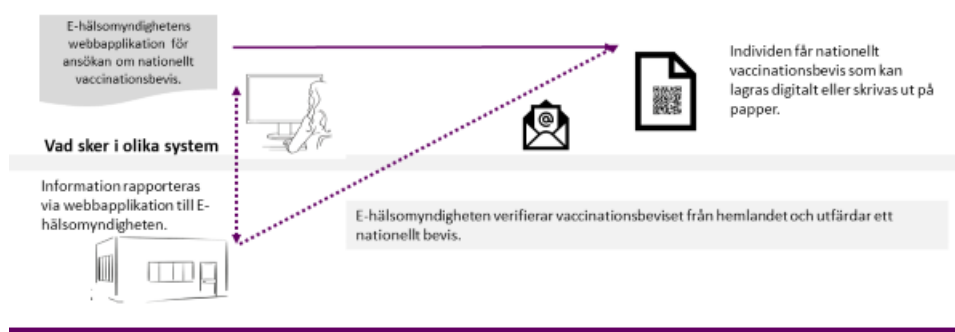 E-hälsomyndighetens
webbapplikation för
ansökan om nationellt
vaccinationsbevis.
Individen får nationellt
vaccinationsbevis som kan
lagras digitalt eller skrivas ut på
papper.
@
Vad sker i olika system
Information rapporteras
via webbapplikation till E-
hälsomyndigheten.
E-hälsomyndigheten verifierar vaccinationsbeviset från hemlandet och utfärdar ett
nationellt bevis.